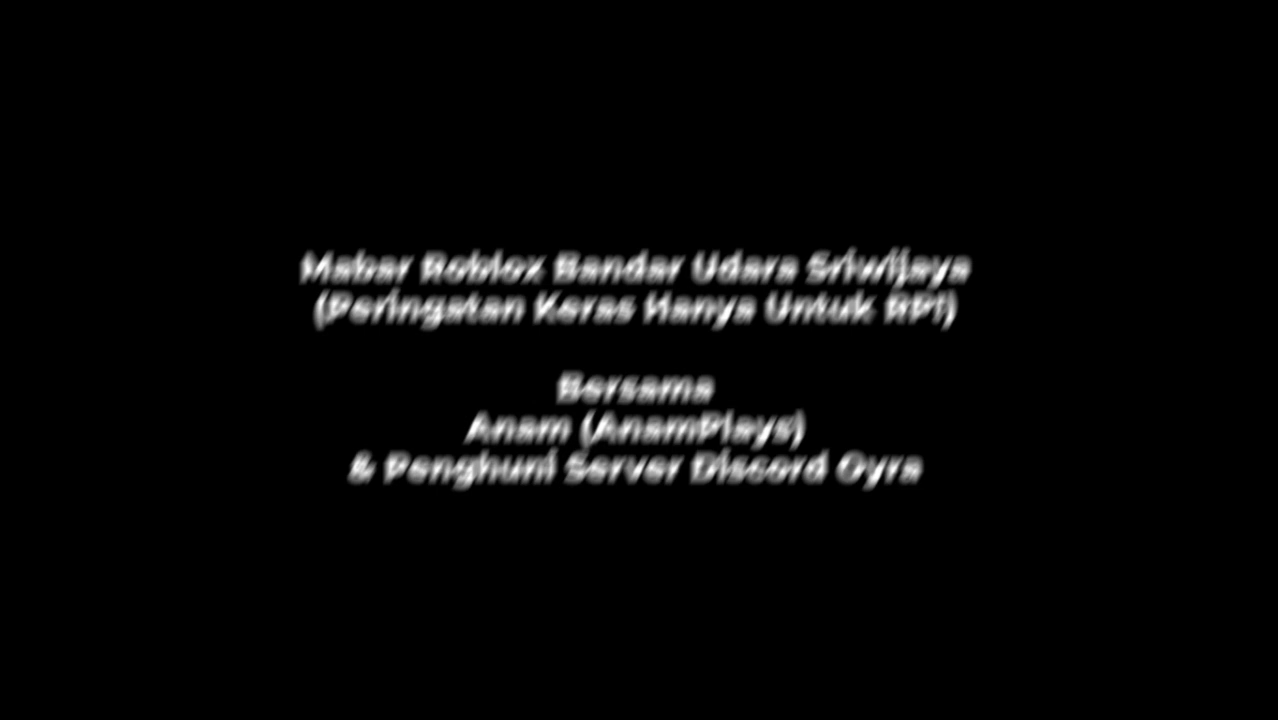 Mabar Roblox Bandar Udara Sriwijaya
(Peringatan Keras Hanya Untuk RPI)
Bersama
Anam (AnamPlays)
& Penghuni Server Discord Oyra